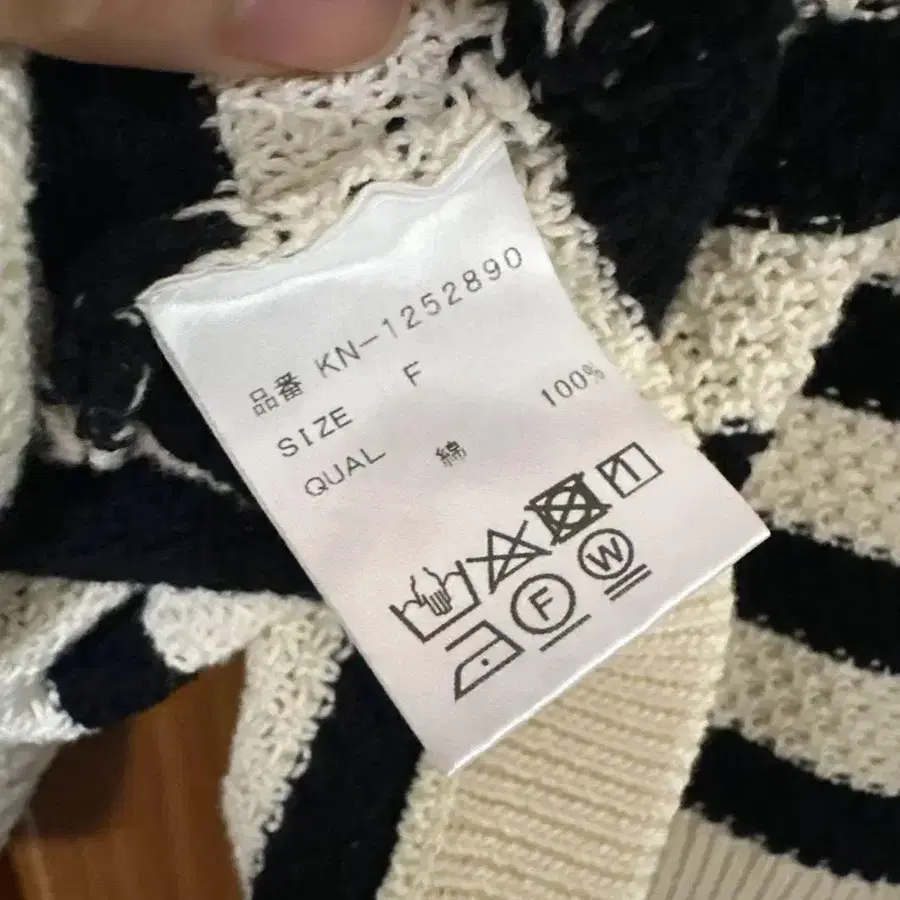 品番 KN-1252890
SIZE F
QUAL 綿 100%
F W